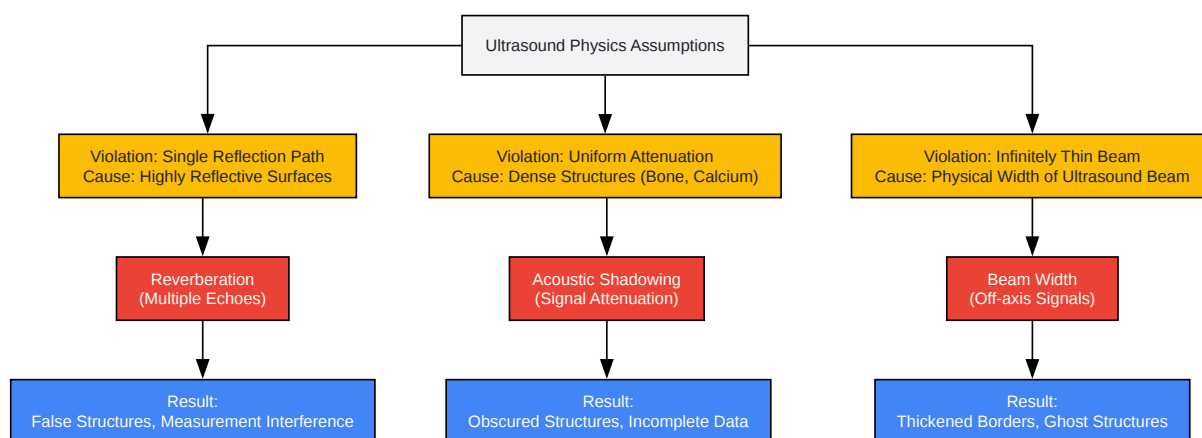 Ultrasound Physics Assumptions
Violation: Single Reflection Path
Cause: Highly Reflective Surfaces
Violation: Uniform Attenuation
Cause: Dense Structures (Bone, Calcium)
Violation: Infinitely Thin Beam
Cause: Physical Width of Ultrasound Beam
Reverberation
(Multiple Echoes)
Acoustic Shadowing
(Signal Attenuation)
Beam Width
(Off-axis Signals)
Result:
False Structures, Measurement Interference
Result:
Obscured Structures, Incomplete Data
Result:
Thickened Borders, Ghost Structures